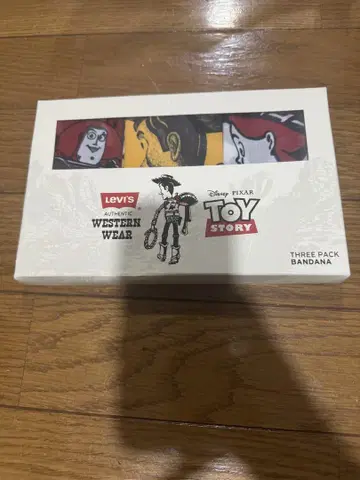 LEVI'S
AUTHENTIC
WESTERN
WEAR
Disney PIXAR
TOY
STORY
THREE PACK
BANDANA